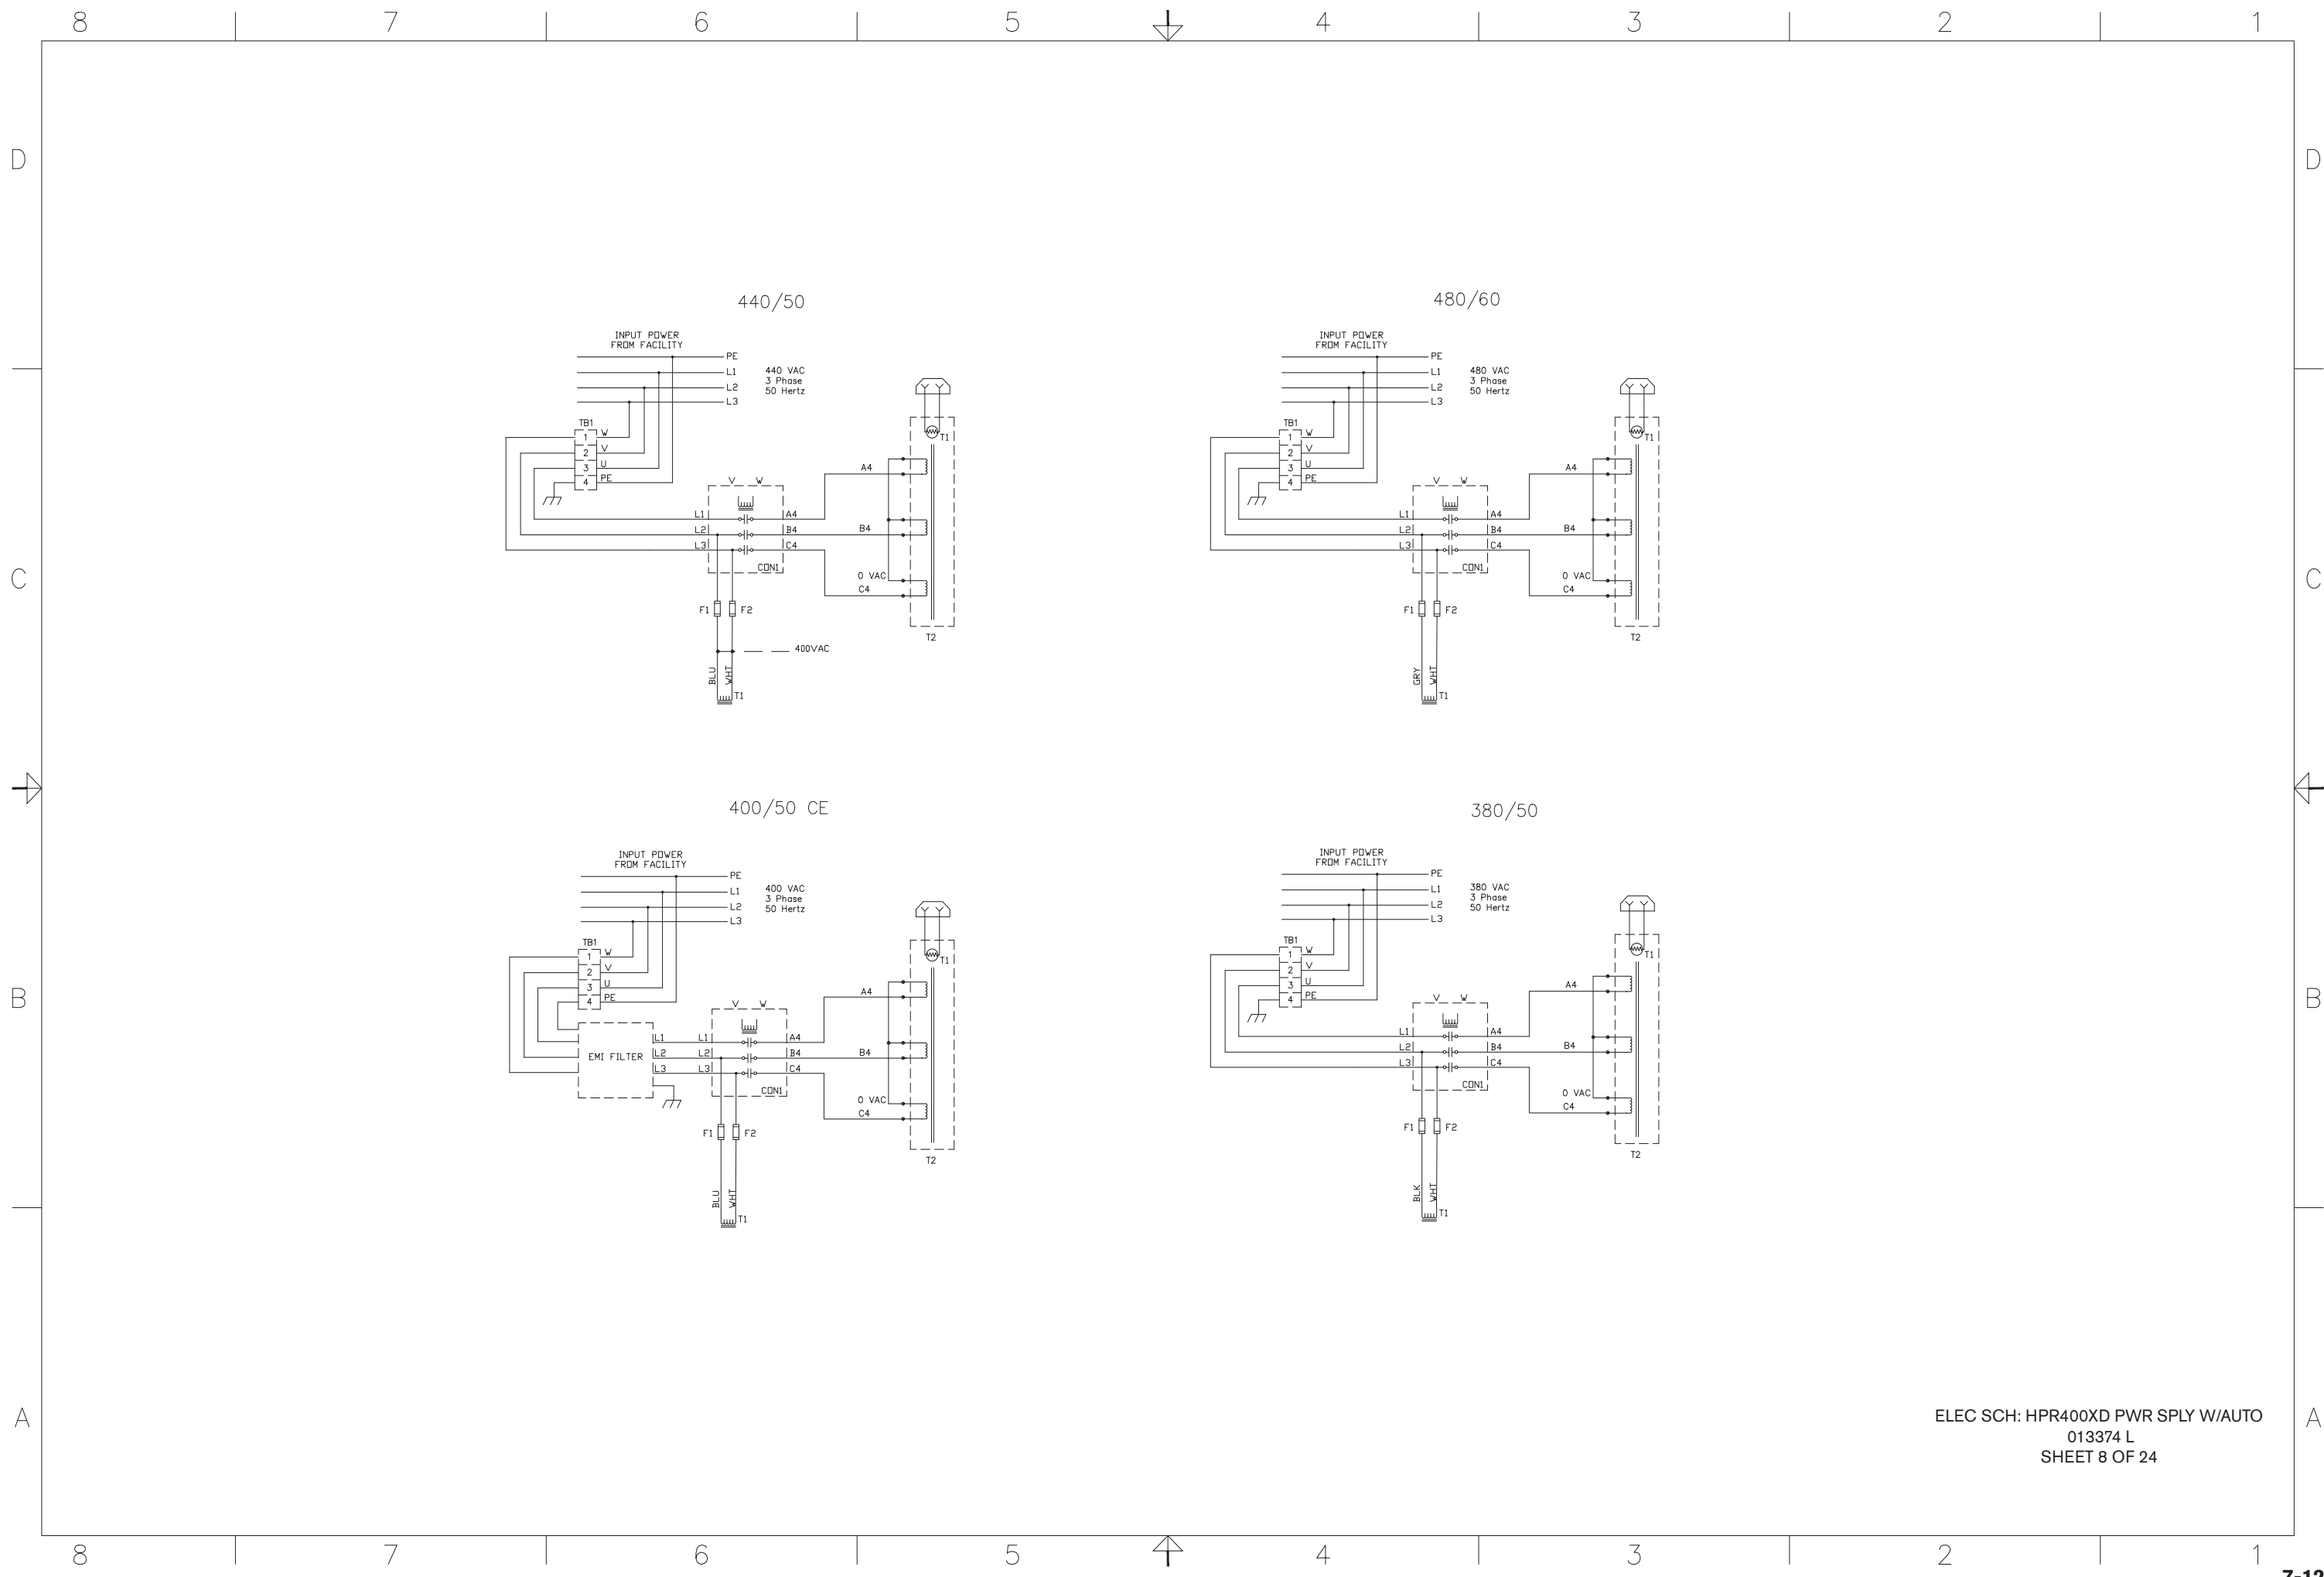 8 7 6 5 4 3 2 1
D D
440/50
INPUT POWER
FROM FACILITY
PE
L1
L2
L3
440 VAC
3 Phase
50 Hertz
TB1
1 W
2 V
3 U
4 PE
V W
L1 A4
L2 B4
L3 C4
CON1
A4
B4
0 VAC
C4
T1
T2
F1 F2
400VAC
BLU WHT
T1
480/60
INPUT POWER
FROM FACILITY
PE
L1
L2
L3
480 VAC
3 Phase
50 Hertz
TB1
1 W
2 V
3 U
4 PE
V W
L1 A4
L2 B4
L3 C4
CON1
A4
B4
0 VAC
C4
T1
T2
F1 F2
GRY WHT
T1
C C
400/50 CE
INPUT POWER
FROM FACILITY
PE
L1
L2
L3
400 VAC
3 Phase
50 Hertz
TB1
1 W
2 V
3 U
4 PE
EMI FILTER
L1
L2
L3
V W
L1 A4
L2 B4
L3 C4
CON1
A4
B4
0 VAC
C4
T1
T2
F1 F2
BLU WHT
T1
380/50
INPUT POWER
FROM FACILITY
PE
L1
L2
L3
380 VAC
3 Phase
50 Hertz
TB1
1 W
2 V
3 U
4 PE
V W
L1 A4
L2 B4
L3 C4
CON1
A4
B4
0 VAC
C4
T1
T2
F1 F2
BLK WHT
T1
B B
A A
ELEC SCH: HPR400XD PWR SPLY W/AUTO
013374 L
SHEET 8 OF 24
8 7 6 5 4 3 2 1